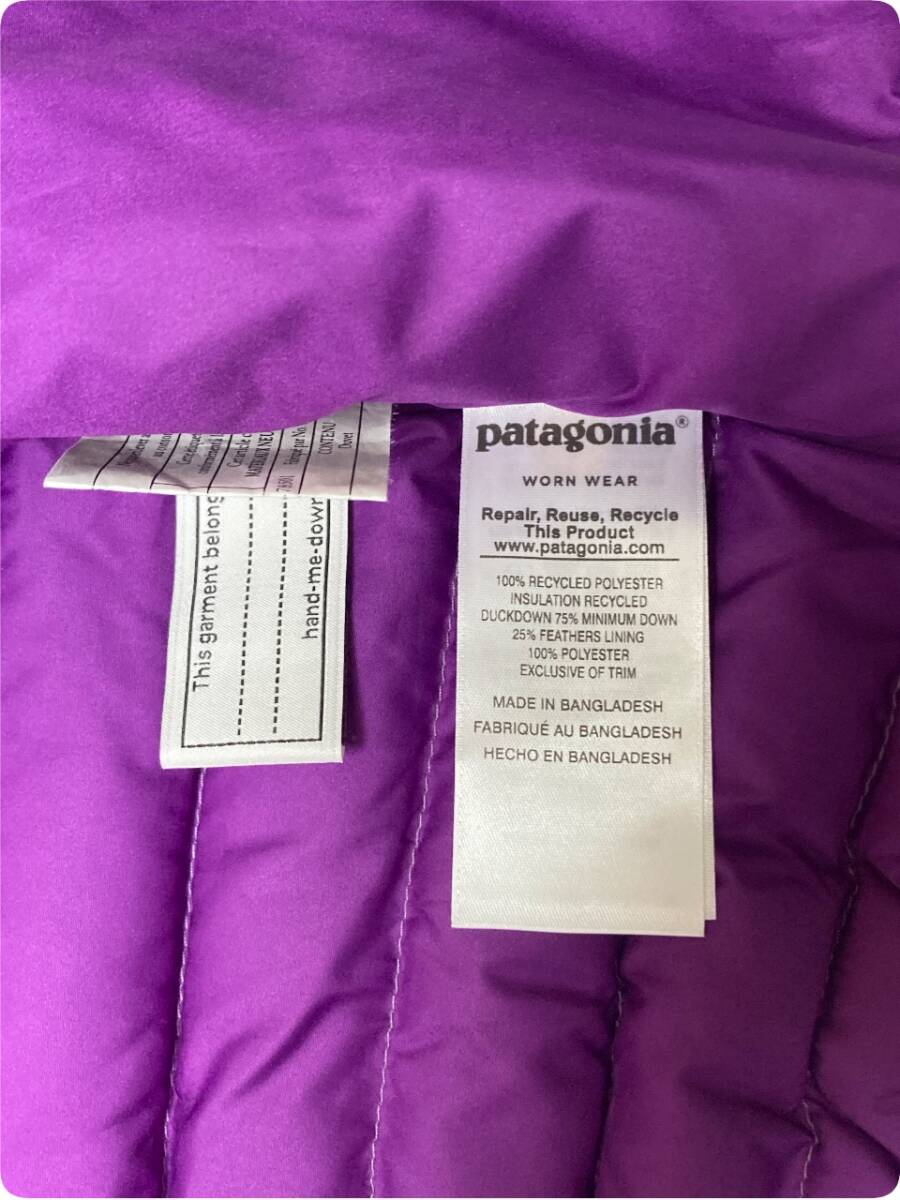 CONTENU
Duvet
This garment belong
hand-me-down
patagonia®
WORN WEAR
Repair, Reuse, Recycle
This Product
www.patagonia.com
100% RECYCLED POLYESTER
INSULATION RECYCLED
DUCKDOWN 75% MINIMUM DOWN
25% FEATHERS LINING
100% POLYESTER
EXCLUSIVE OF TRIM
MADE IN BANGLADESH
FABRIQUÉ AU BANGLADESH
HECHO EN BANGLADESH